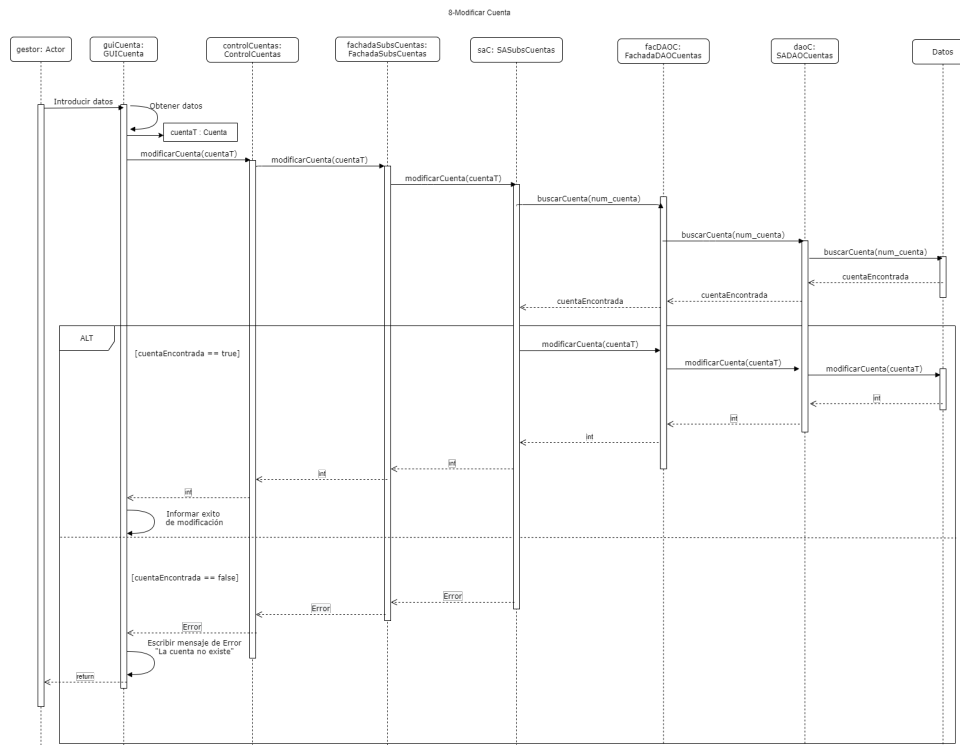 8-Modificar Cuenta
gestor: Actor
guiCuenta:
GUICuenta
controlCuentas:
ControlCuentas
fachadaSubsCuentas:
FachadaSubsCuentas
saC: SASubsCuentas
facDAOC:
FachadaDAOCuentas
daoC:
SADAOCuentas
Datos
Introducir datos
Obtener datos
cuentaT : Cuenta
modificarCuenta(cuentaT)
modificarCuenta(cuentaT)
modificarCuenta(cuentaT)
buscarCuenta(num_cuenta)
buscarCuenta(num_cuenta)
buscarCuenta(num_cuenta)
cuentaEncontrada
cuentaEncontrada
cuentaEncontrada
ALT
[cuentaEncontrada == true]
modificarCuenta(cuentaT)
modificarCuenta(cuentaT)
modificarCuenta(cuentaT)
int
int
int
int
int
int
Informar exito
de modificación
[cuentaEncontrada == false]
Error
Error
Error
Escribir mensaje de Error
"La cuenta no existe"
return